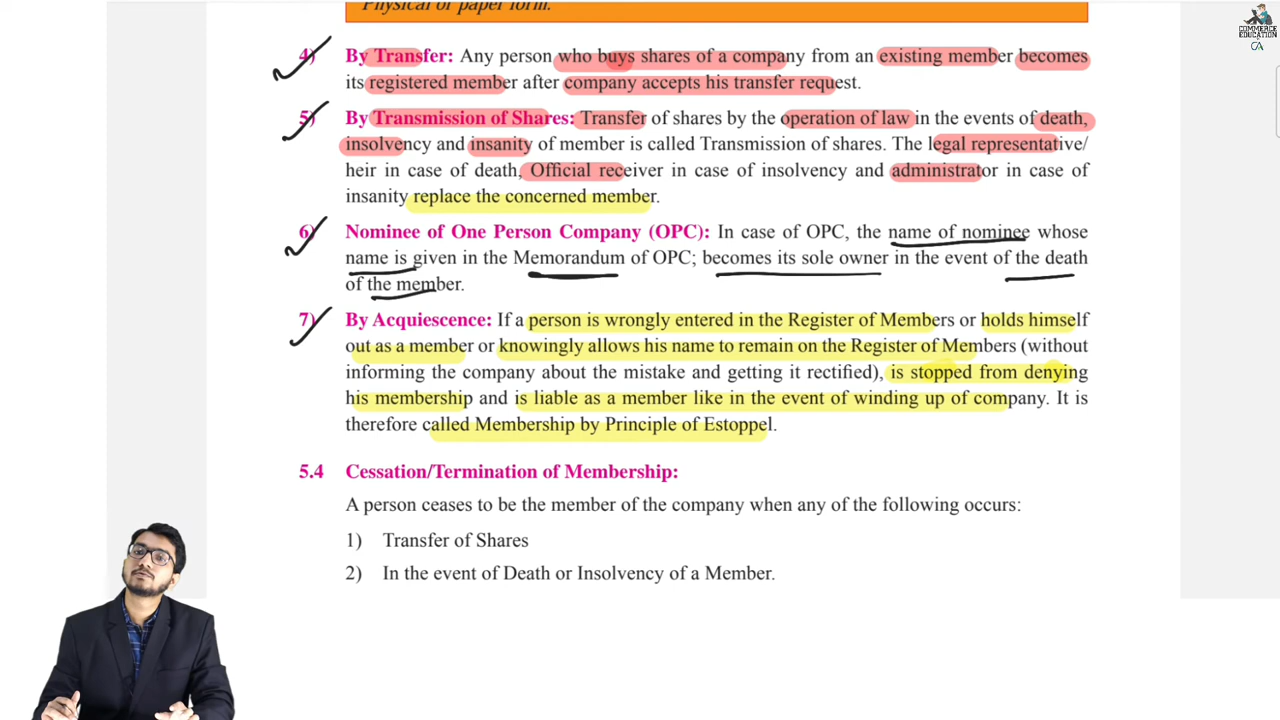 Physical or paper form.
COMMERCE
EDUCATION
CA
4) By Transfer: Any person who buys shares of a company from an existing member becomes
its registered member after company accepts his transfer request.
5) By Transmission of Shares: Transfer of shares by the operation of law in the events of death,
insolvency and insanity of member is called Transmission of shares. The legal representative/
heir in case of death, Official receiver in case of insolvency and administrator in case of
insanity replace the concerned member.
6) Nominee of One Person Company (OPC): In case of OPC, the name of nominee whose
name is given in the Memorandum of OPC; becomes its sole owner in the event of the death
of the member.
7) By Acquiescence: If a person is wrongly entered in the Register of Members or holds himself
out as a member or knowingly allows his name to remain on the Register of Members (without
informing the company about the mistake and getting it rectified), is stopped from denying
his membership and is liable as a member like in the event of winding up of company. It is
therefore called Membership by Principle of Estoppel.
5.4 Cessation/Termination of Membership:
A person ceases to be the member of the company when any of the following occurs:
1) Transfer of Shares
2) In the event of Death or Insolvency of a Member.